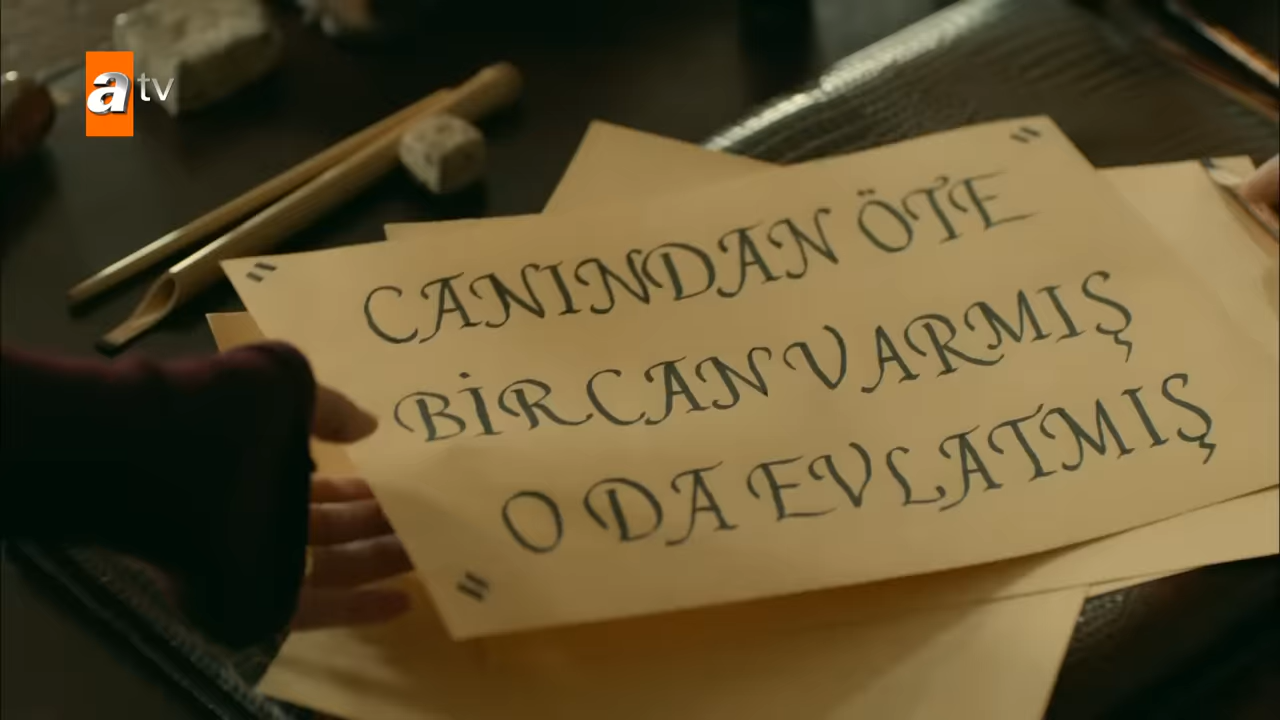 atv
" CANINDAN ÖTE "
BİR CAN VARMIŞ
" O DA EVLATMIŞ